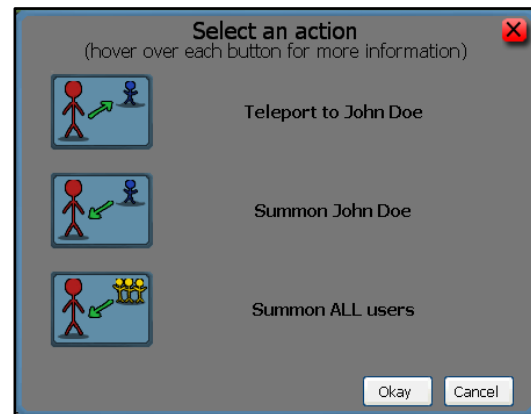 Select an action
(hover over each button for more information)
Teleport to John Doe
Summon John Doe
Summon ALL users
Okay
Cancel